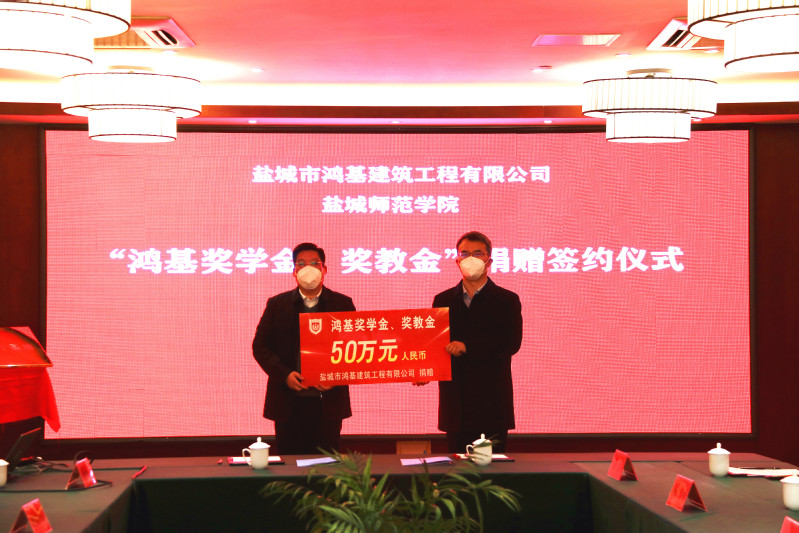 盐城市鸿基建筑工程有限公司
盐城师范学院
“鸿基奖学金、奖教金”捐赠签约仪式
鸿基奖学金、奖教金
50万元 人民币
盐城市鸿基建筑工程有限公司 捐赠